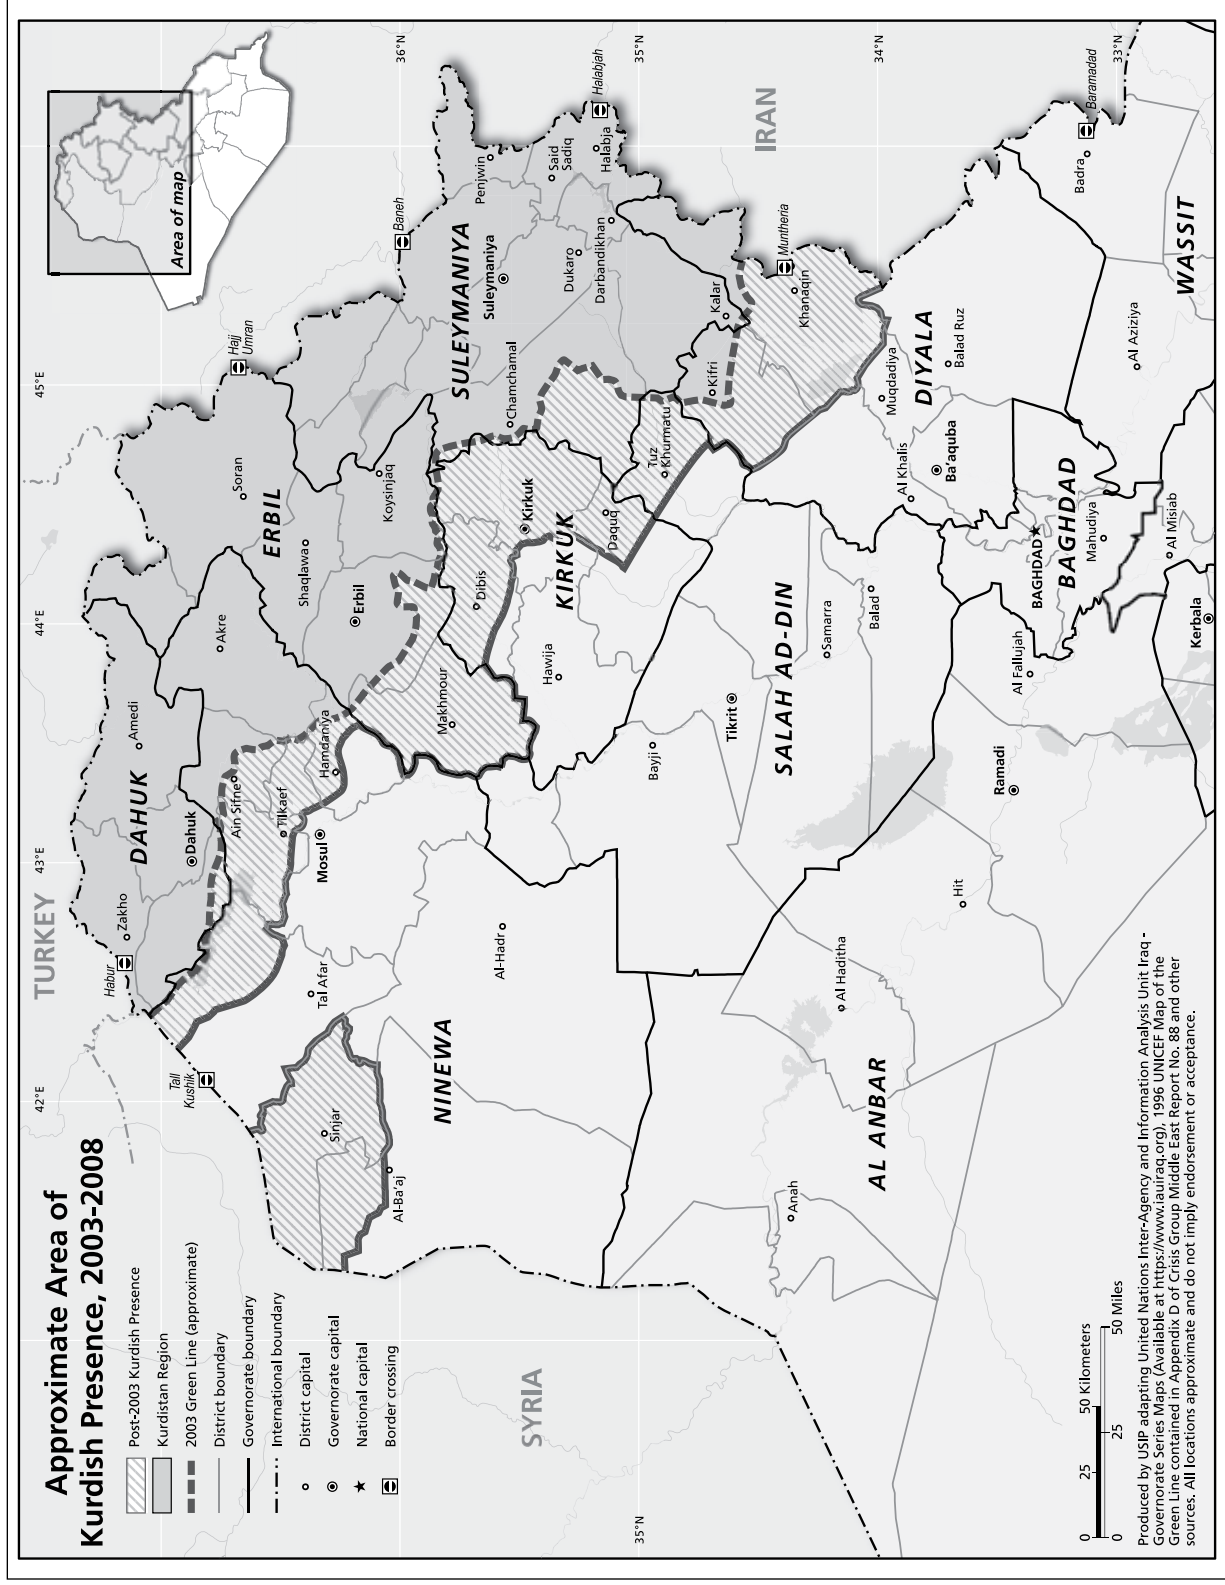 Approximate Area of
Kurdish Presence, 2003-2008
Post-2003 Kurdish Presence
Kurdistan Region
2003 Green Line (approximate)
District boundary
Governorate boundary
International boundary
District capital
Governorate capital
National capital
Border crossing
Area of map
TURKEY
SYRIA
IRAN
42°E
43°E
44°E
45°E
36°N
35°N
34°N
33°N
35°N
DAHUK
ERBIL
SULEYMANIYA
NINEWA
KIRKUK
SALAH AD-DIN
DIYALA
BAGHDAD
AL ANBAR
WASSIT
Habur
Zakho
Amedi
Dahuk
Akre
Soran
Hajj
Umran
Shaqlawa
Erbil
Koysinjaq
Baneh
Penjwin
Suleymaniya
Chamchamal
Said
Sadiq
Halabja
Halabjah
Dukaro
Darbandikhan
Kalar
Kifri
Muntheria
Khanaqin
Tall
Kushik
Ain Sifne
Tilkaef
Hamdaniya
Mosul
Makhmour
Tal Afar
Sinjar
Al-Ba'aj
Al-Hadr
Dibis
Kirkuk
Daquq
Hawija
Tuz
Khurmatu
Bayji
Tikrit
Samarra
Balad
Muqdadiya
Balad Ruz
Al Khalis
Ba'aquba
Badra
Baramadad
Al Aziziya
BAGHDAD
Mahudiya
Al Misiab
Kerbala
Al Fallujah
Ramadi
Hit
Al Haditha
Anah
0 25 50 Kilometers
0 25 50 Miles
Produced by USIP adapting United Nations Inter-Agency and Information Analysis Unit Iraq -
Governorate Series Maps (Available at https://www.iauiraq.org), 1996 UNICEF Map of the
Green Line contained in Appendix D of Crisis Group Middle East Report No. 88 and other
sources. All locations approximate and do not imply endorsement or acceptance.